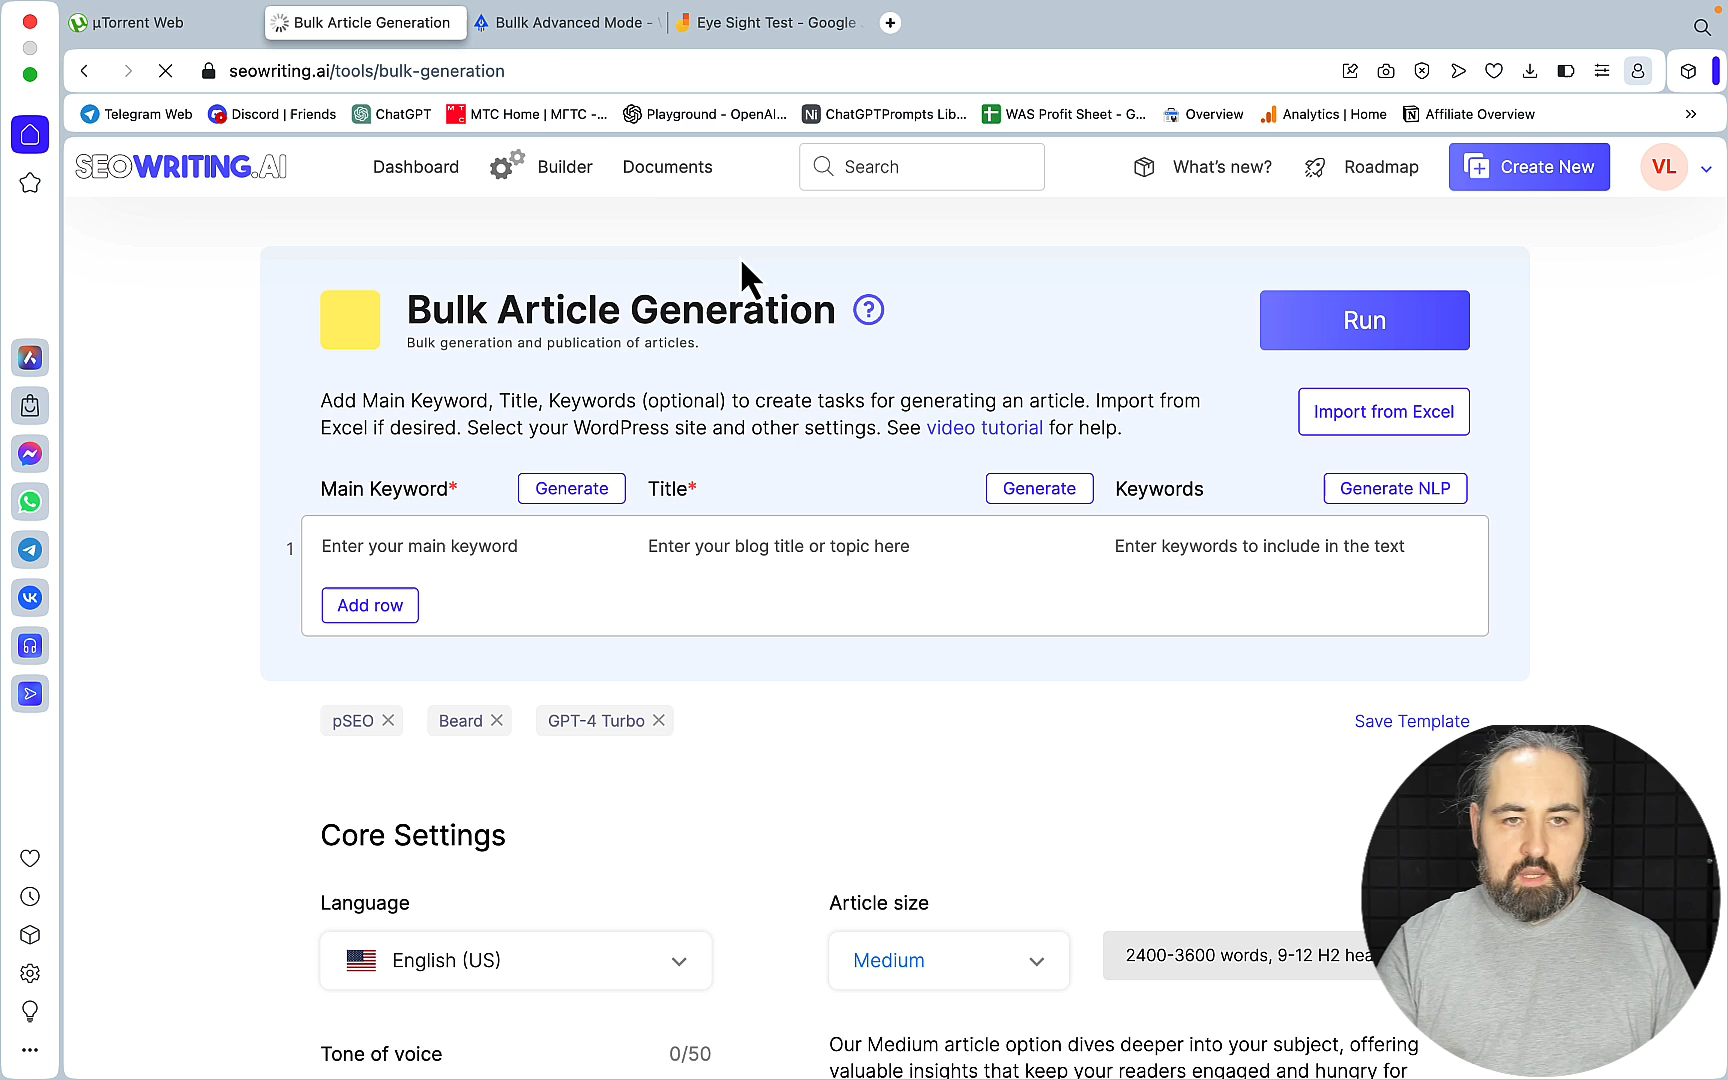 µTorrent Web
Bulk Article Generation
Bullk Advanced Mode -
Eye Sight Test - Google
seowriting.ai/tools/bulk-generation
Telegram Web
Discord | Friends
ChatGPT
МТС Home | МГТС -...
Playground - OpenAI...
Ni ChatGPTPrompts Lib...
WAS Profit Sheet - G...
Overview
Analytics | Home
Affiliate Overview
SEOWRITING.AI
Dashboard
Builder
Documents
Search
What's new?
Roadmap
Create New
VL
Bulk Article Generation ?
Bulk generation and publication of articles.
Run
Add Main Keyword, Title, Keywords (optional) to create tasks for generating an article. Import from
Excel if desired. Select your WordPress site and other settings. See video tutorial for help.
Import from Excel
Main Keyword*
Generate
Title*
Generate
Keywords
Generate NLP
1
Enter your main keyword
Enter your blog title or topic here
Enter keywords to include in the text
Add row
pSEO
Beard
GPT-4 Turbo
Save Template
Core Settings
Language
Article size
English (US)
Medium
2400-3600 words, 9-12 H2 hea
Tone of voice
0/50
Our Medium article option dives deeper into your subject, offering
valuable insights that keep your readers engaged and hungry for